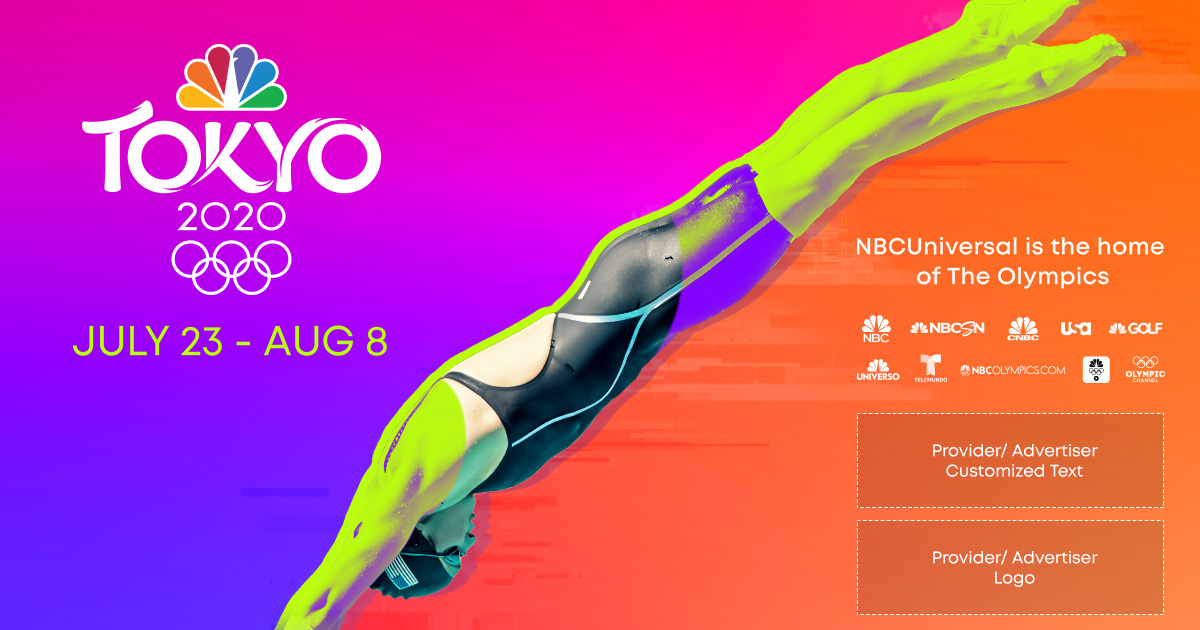 TOKYO
2020
JULY 23 - AUG 8
NBCUniversal is the home
of The Olympics
NBC
NBCSN
CNBC
USA
GOLF
UNIVERSO
TELEMUNDO
NBCOLYMPICS.COM
OLYMPIC
CHANNEL
Provider/ Advertiser
Customized Text
Provider/ Advertiser
Logo